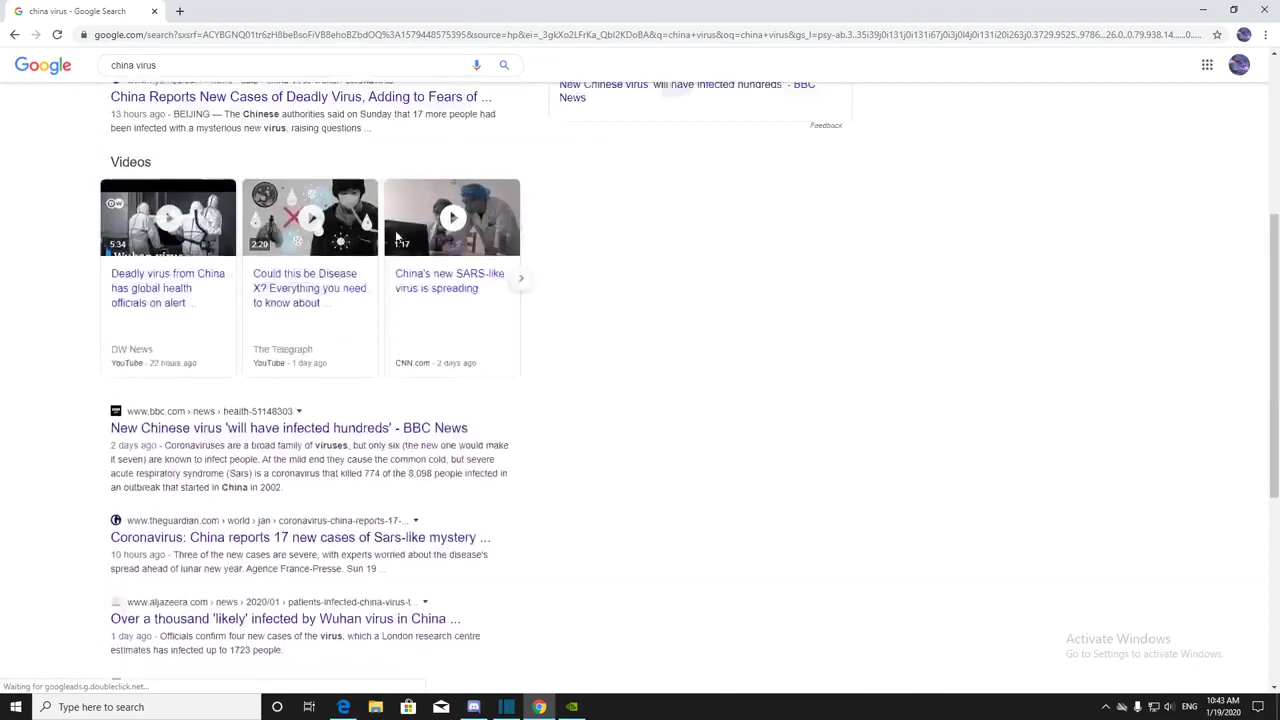 china virus - Google Search
google.com/search?sxsrf=ACYBGNQ01tr6zH8beBsoFiVB8ehoBZbdOQ%3A1579448575395&source=hp&ei=_3gkXo2LFrKa_QbI2KDoBA&q=china+virus&oq=china+virus&gs_l=psy-ab.3..35i39j0i131j0i131i67j0i3j0l4j0i131j0i20i263j0.3729.9525..9786...26.0..0.79.938.14......0...
Google
china virus
New Chinese virus 'will have infected hundreds' - BBC
News
China Reports New Cases of Deadly Virus, Adding to Fears of ...
13 hours ago - BEIJING — The Chinese authorities said on Sunday that 17 more people had
been infected with a mysterious new virus, raising questions ...
Feedback
Videos
DW
5:34
2:20
1:17
Wuhan virus
Deadly virus from China
has global health
officials on alert ...
Could this be Disease
X? Everything you need
to know about ...
China's new SARS-like
virus is spreading
DW News
YouTube - 22 hours ago
The Telegraph
YouTube - 1 day ago
CNN.com - 2 days ago
www.bbc.com › news › health-51148303
New Chinese virus 'will have infected hundreds' - BBC News
2 days ago - Coronaviruses are a broad family of viruses, but only six (the new one would make
it seven) are known to infect people. At the mild end they cause the common cold, but severe
acute respiratory syndrome (Sars) is a coronavirus that killed 774 of the 8,098 people infected in
an outbreak that started in China in 2002.
www.theguardian.com › world › jan › coronavirus-china-reports-17-...
Coronavirus: China reports 17 new cases of Sars-like mystery ...
10 hours ago - Three of the new cases are severe, with experts worried about the disease's
spread ahead of lunar new year. Agence France-Presse. Sun 19 ...
www.aljazeera.com › news › 2020/01 › patients-infected-china-virus-t...
Over a thousand 'likely' infected by Wuhan virus in China ...
1 day ago - Officials confirm four new cases of the virus, which a London research centre
estimates has infected up to 1723 people.
Activate Windows
Go to Settings to activate Windows.
Waiting for googleads.g.doubleclick.net...
Type here to search
ENG
10:43 AM
1/19/2020